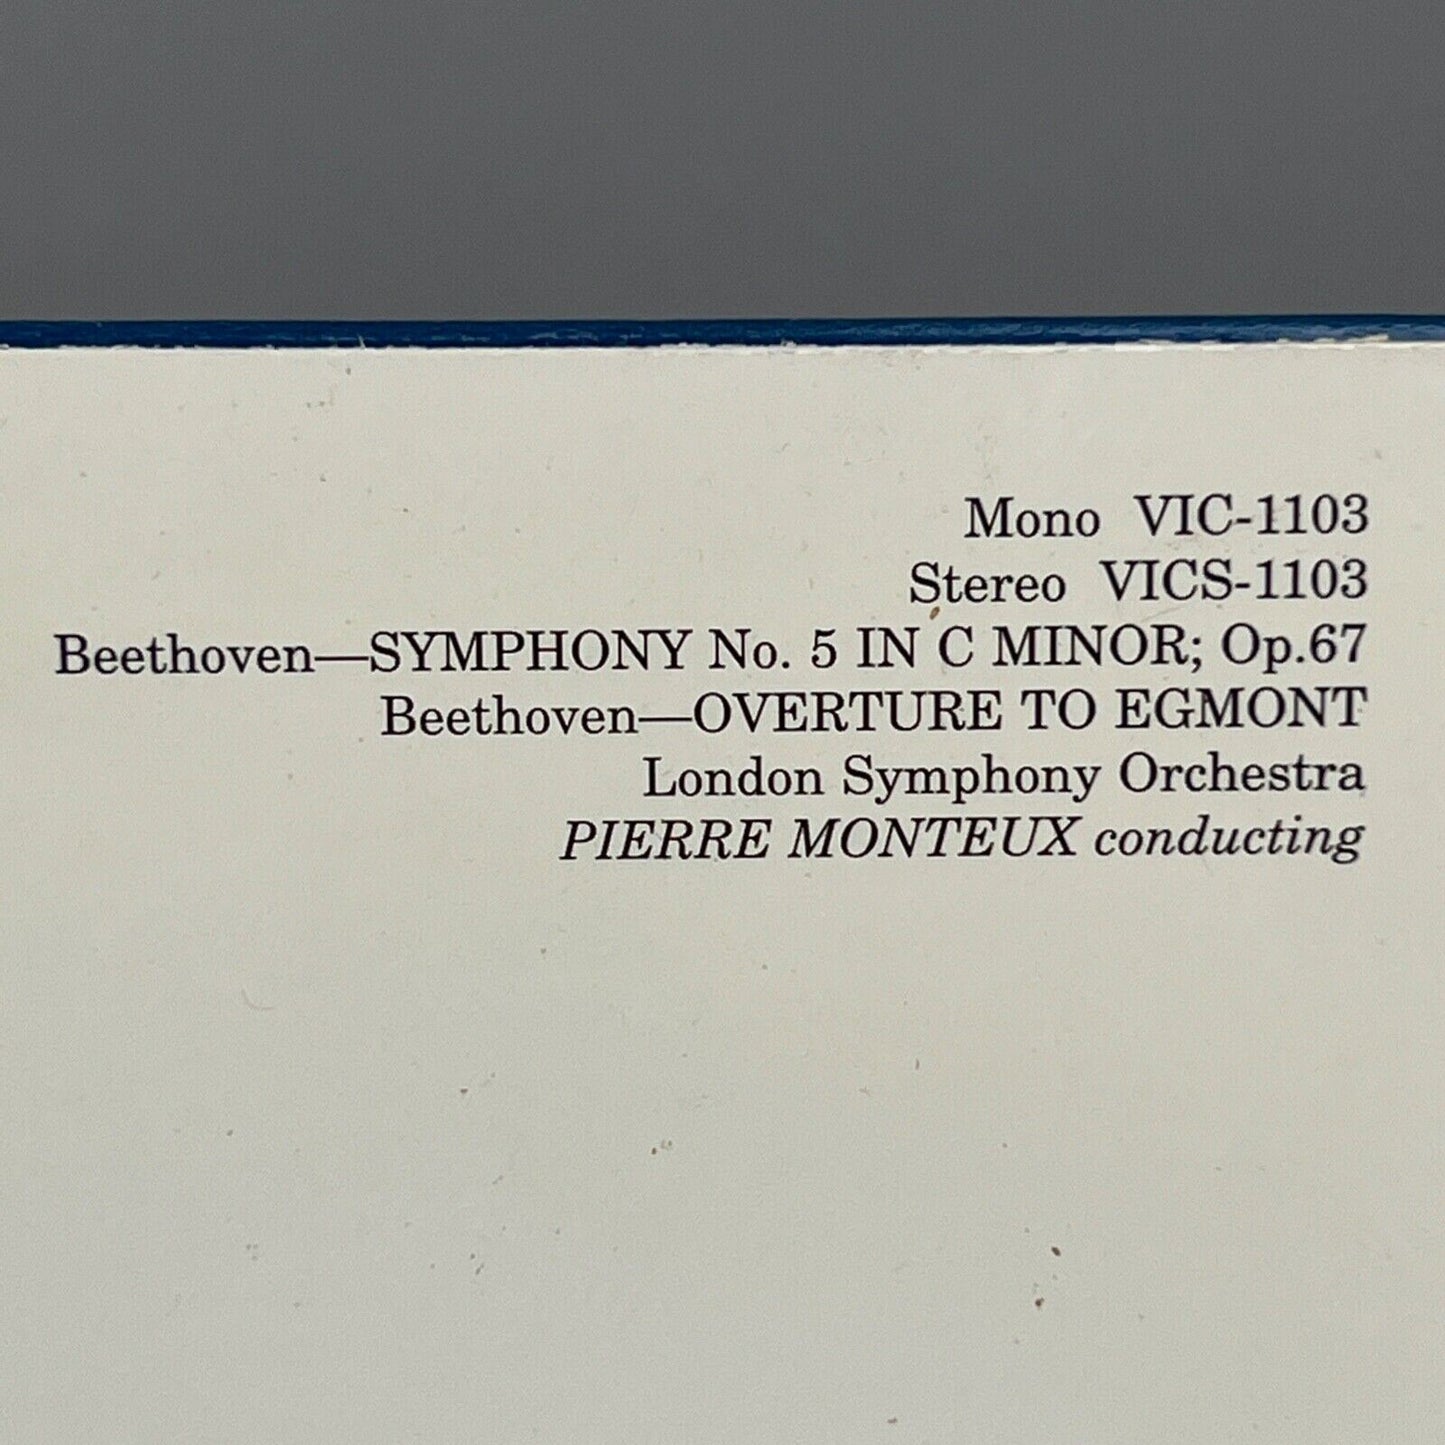 Mono VIC-1103
Stereo VICS-1103
Beethoven—SYMPHONY No. 5 IN C MINOR; Op.67
Beethoven—OVERTURE TO EGMONT
London Symphony Orchestra
PIERRE MONTEUX conducting